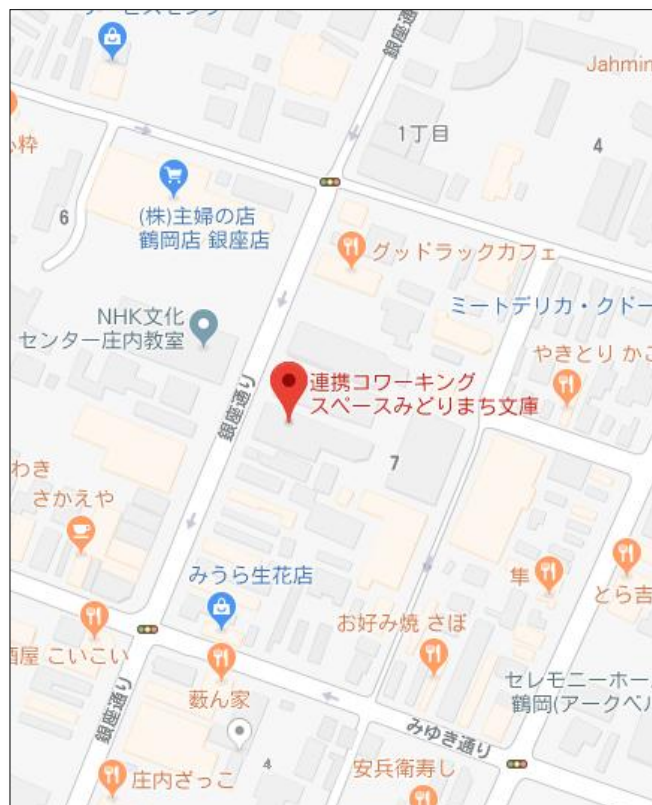 銀座通
Jahmin
1丁目
4
心粋
6
(株)主婦の店
鶴岡店 銀座店
グッドラックカフェ
ミートデリカ・クドー
NHK文化
センター庄内教室
やきとり かこ
連携コワーキング
スペースみどりまち文庫
銀座通り
7
わき
さかえや
みうら生花店
隼
とら吉
お好み焼 さぼ
酒屋 こいこい
藪ん家
セレモニーホー
鶴岡(アークベル
銀座通り
みゆき通り
4
庄内ざっこ
安兵衛寿し